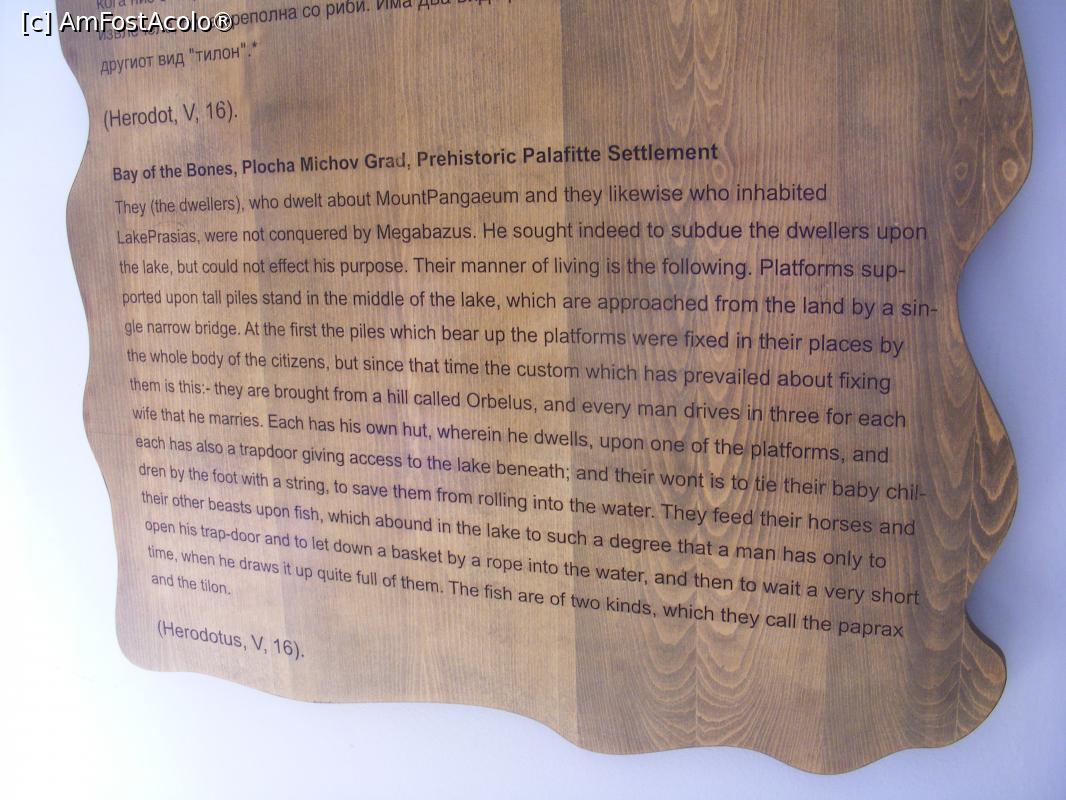 [c] AmFostAcolo®
кога
преполна со риби. Има два вид
другиот вид "тилон".*
(Herodot, V, 16).
Bay of the Bones, Plocha Michov Grad, Prehistoric Palafitte Settlement
They (the dwellers), who dwelt about MountPangaeum and they likewise who inhabited
LakePrasias, were not conquered by Megabazus. He sought indeed to subdue the dwellers upon
the lake, but could not effect his purpose. Their manner of living is the following. Platforms sup-
ported upon tall piles stand in the middle of the lake, which are approached from the land by a sin-
gle narrow bridge. At the first the piles which bear up the platforms were fixed in their places by
the whole body of the citizens, but since that time the custom which has prevailed about fixing
them is this:- they are brought from a hill called Orbelus, and every man drives in three for each
wife that he marries. Each has his own hut, wherein he dwells, upon one of the platforms, and
each has also a trapdoor giving access to the lake beneath; and their wont is to tie their baby chil-
dren by the foot with a string, to save them from rolling into the water. They feed their horses and
their other beasts upon fish, which abound in the lake to such a degree that a man has only to
open his trap-door and to let down a basket by a rope into the water, and then to wait a very short
time, when he draws it up quite full of them. The fish are of two kinds, which they call the paprax
and the tilon.
(Herodotus, V, 16).